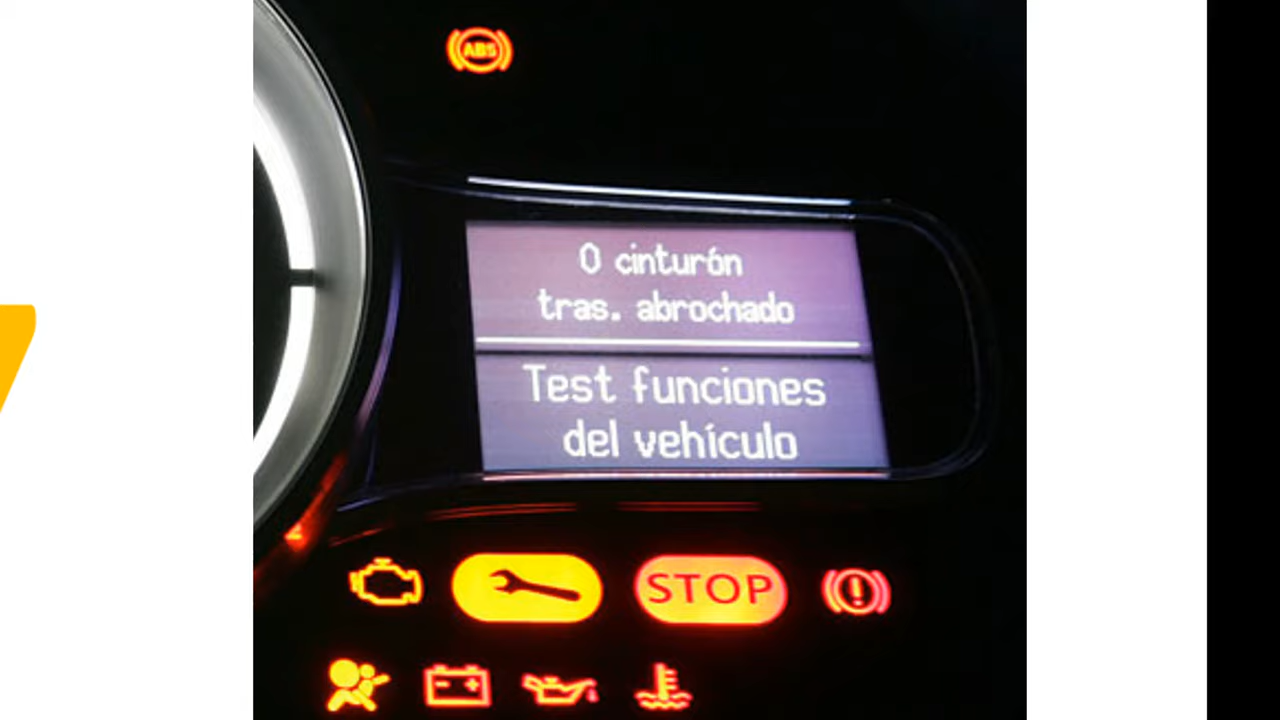 ABS
0 cinturón
tras. abrochado
Test funciones
del vehículo
STOP